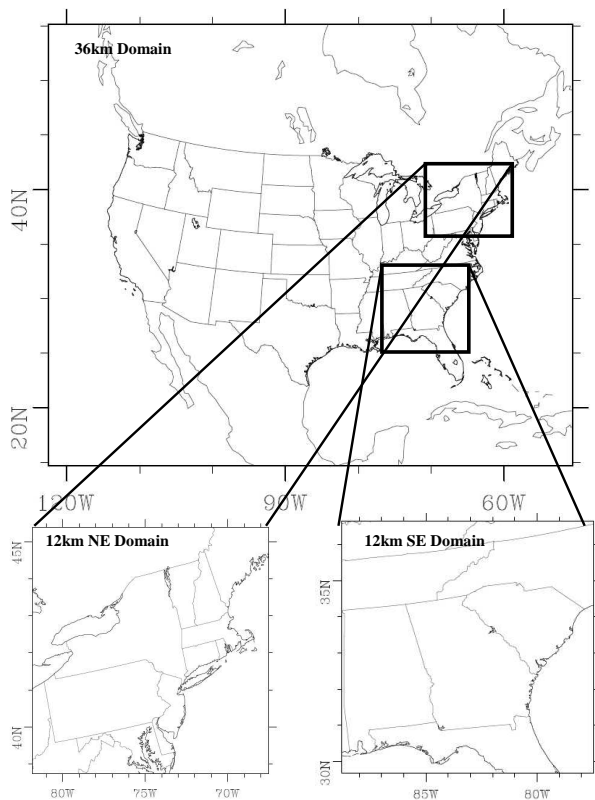 36km Domain
40N
20N
120W 90W 60W
12km NE Domain
45N
40N
80W 75W 70W
12km SE Domain
35N
30N
85W 80W